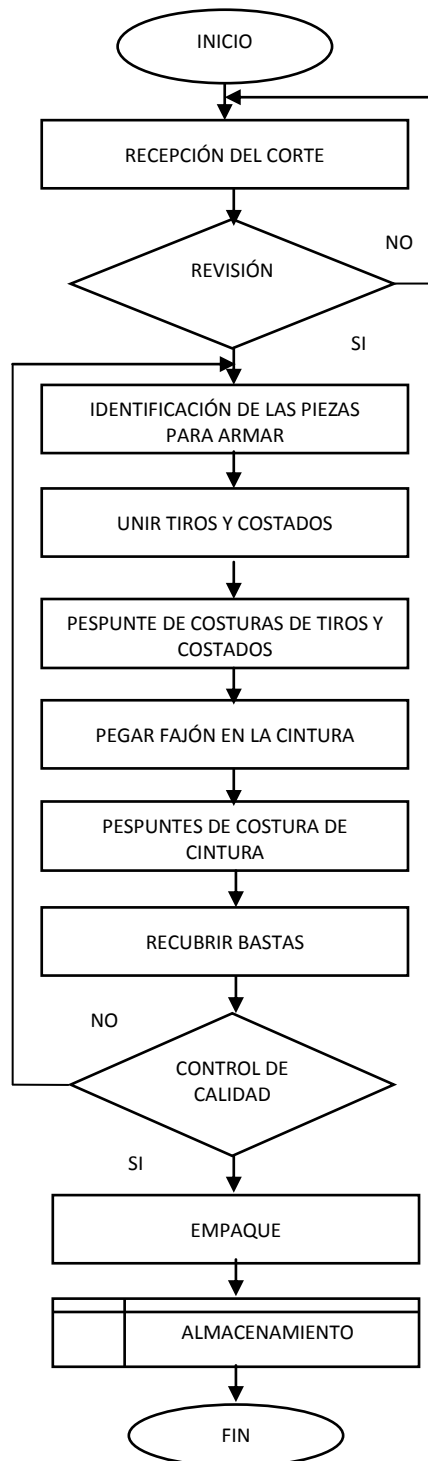 INICIO
RECEPCIÓN DEL CORTE
NO
REVISIÓN
SI
IDENTIFICACIÓN DE LAS PIEZAS
PARA ARMAR
UNIR TIROS Y COSTADOS
PESPUNTE DE COSTURAS DE TIROS Y
COSTADOS
PEGAR FAJÓN EN LA CINTURA
PESPUNTES DE COSTURA DE
CINTURA
RECUBRIR BASTAS
NO
CONTROL DE
CALIDAD
SI
EMPAQUE
ALMACENAMIENTO
FIN